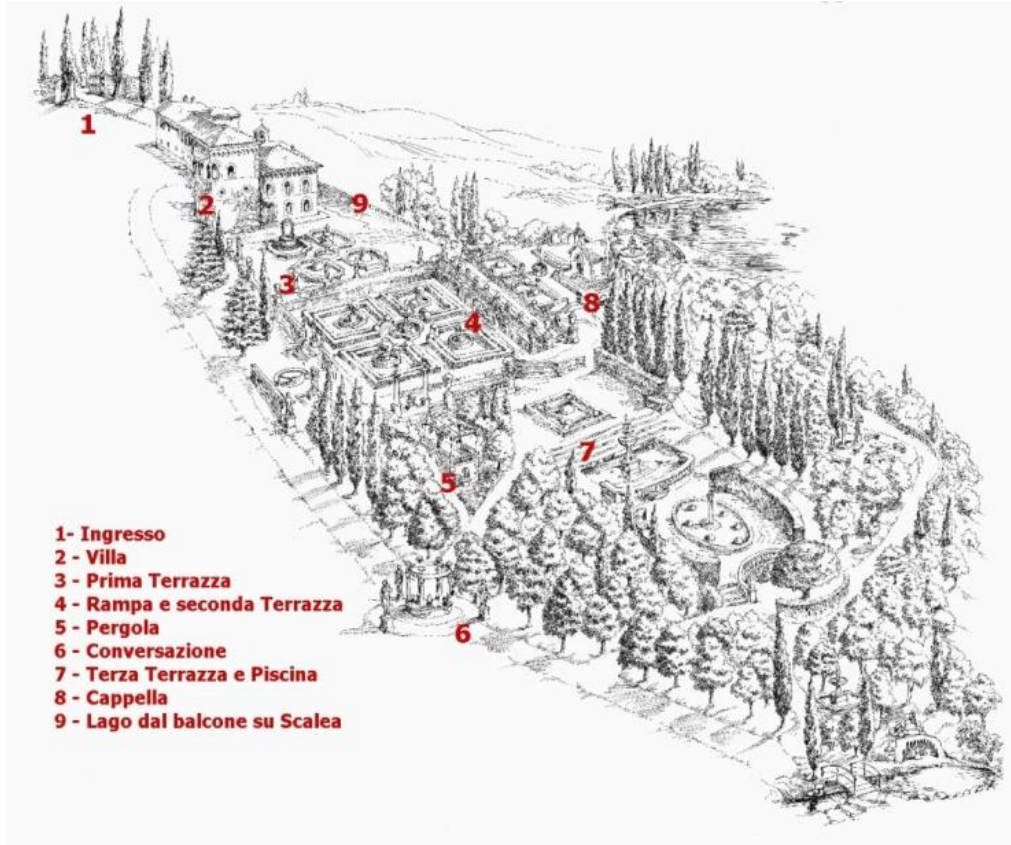 1
2
9
3
8
4
7
5
6
1- Ingresso
2 - Villa
3 - Prima Terrazza
4 - Rampa e seconda Terrazza
5 - Pergola
6 - Conversazione
7 - Terza Terrazza e Piscina
8 - Cappella
9 - Lago dal balcone su Scalea